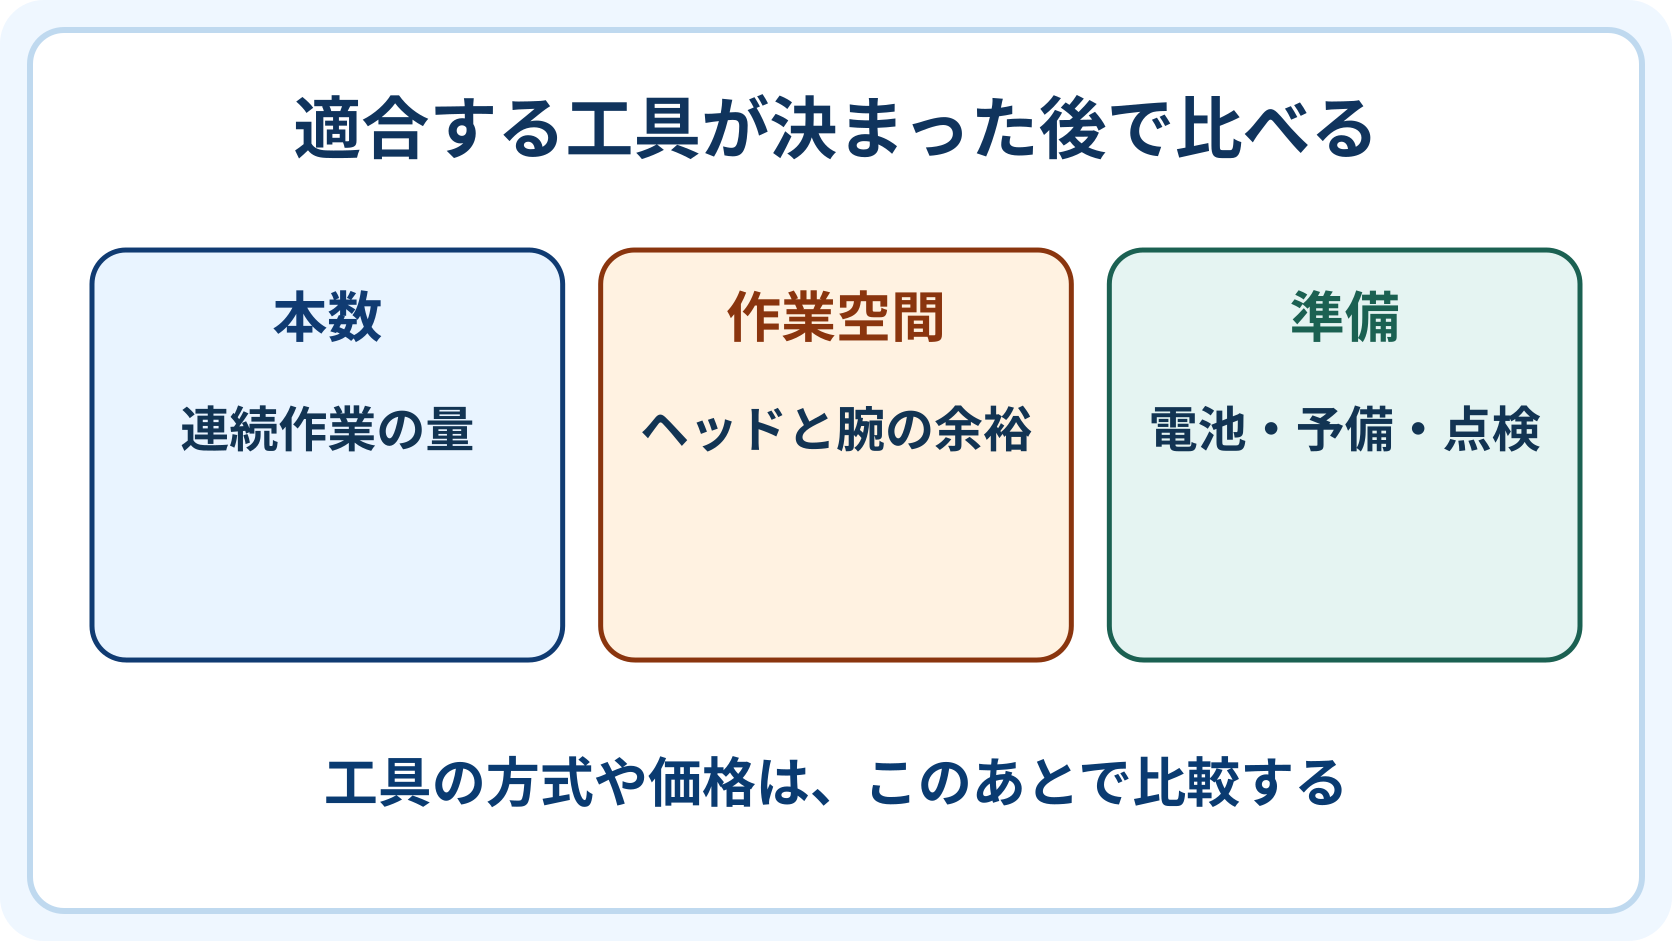 適合する工具が決まった後で比べる
本数
連続作業の量
作業空間
ヘッドと腕の余裕
準備
電池・予備・点検
工具の方式や価格は、このあとで比較する